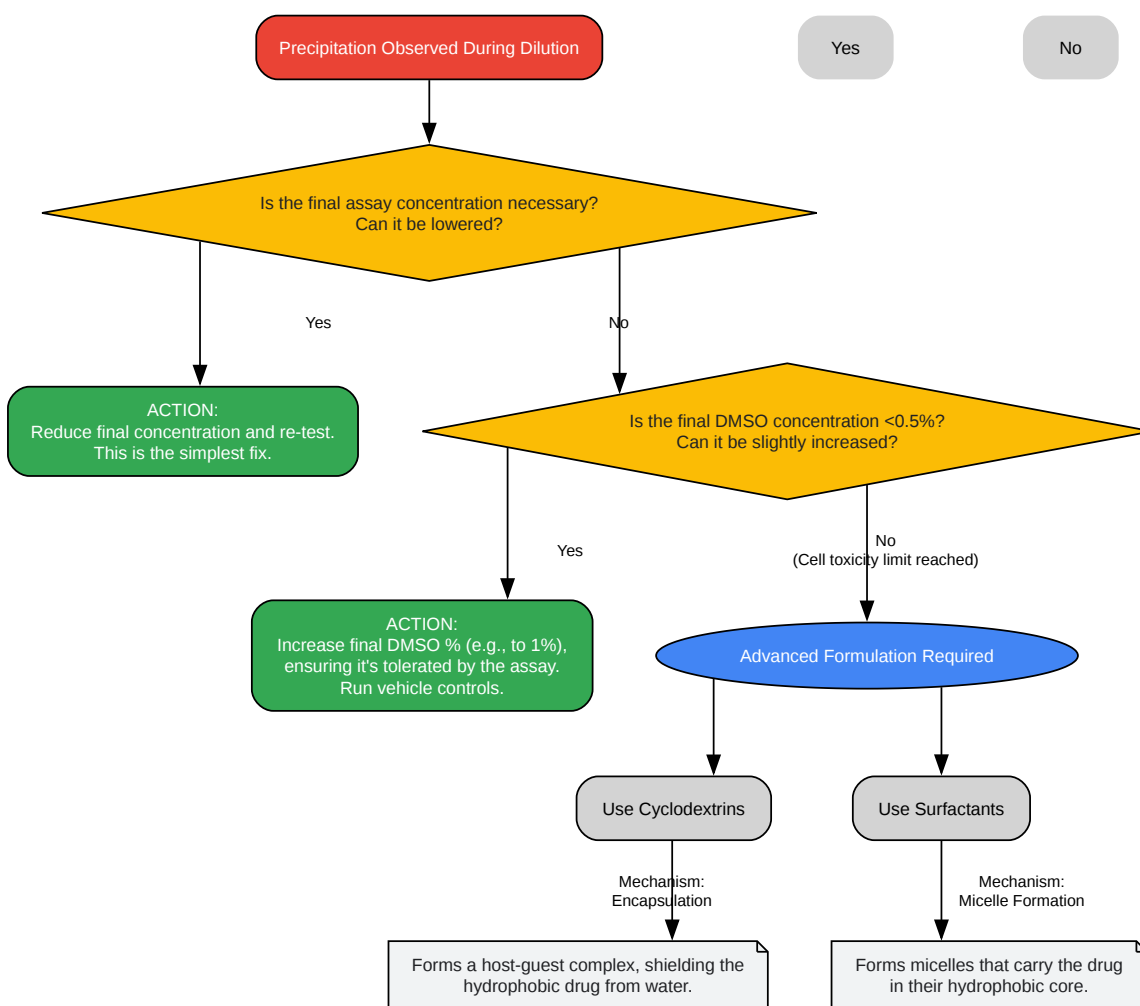 Precipitation Observed During Dilution
Yes
No
Is the final assay concentration necessary?
Can it be lowered?
Yes
No
ACTION:
Reduce final concentration and re-test.
This is the simplest fix.
Is the final DMSO concentration <0.5%?
Can it be slightly increased?
Yes
No
(Cell toxicity limit reached)
ACTION:
Increase final DMSO % (e.g., to 1%),
ensuring it's tolerated by the assay.
Run vehicle controls.
Advanced Formulation Required
Use Cyclodextrins
Use Surfactants
Mechanism:
Encapsulation
Mechanism:
Micelle Formation
Forms a host-guest complex, shielding the
hydrophobic drug from water.
Forms micelles that carry the drug
in their hydrophobic core.